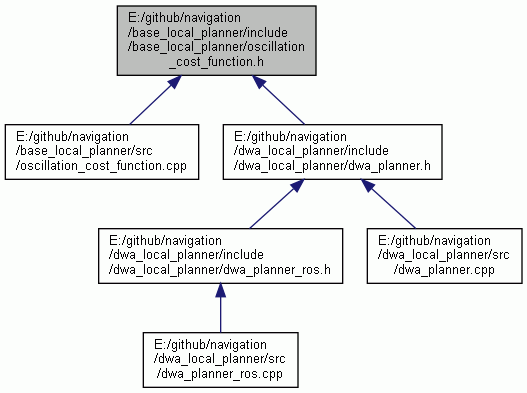 E:/github/navigation
/base_local_planner/include
/base_local_planner/oscillation
_cost_function.h
E:/github/navigation
/base_local_planner/src
/oscillation_cost_function.cpp
E:/github/navigation
/dwa_local_planner/include
/dwa_local_planner/dwa_planner.h
E:/github/navigation
/dwa_local_planner/include
/dwa_local_planner/dwa_planner_ros.h
E:/github/navigation
/dwa_local_planner/src
/dwa_planner.cpp
E:/github/navigation
/dwa_local_planner/src
/dwa_planner_ros.cpp